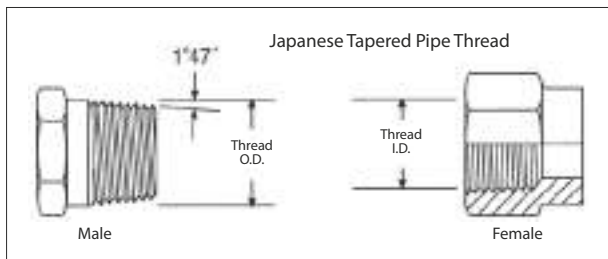 Japanese Tapered Pipe Thread
1°47"
Thread
O.D.
Thread
I.D.
Male
Female